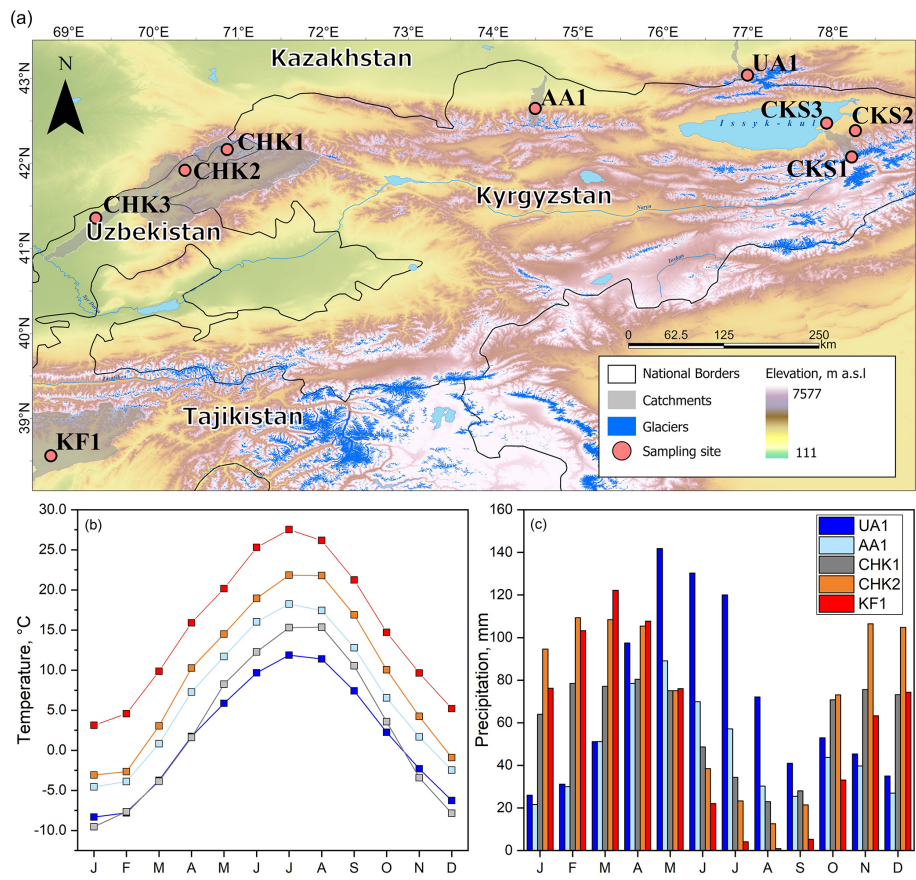 (a)
69°E 70°E 71°E 72°E 73°E 74°E 75°E 76°E 77°E 78°E
43°N
42°N
41°N
40°N
39°N
N
Kazakhstan
UA1
AA1
CKS3
CKS2
Issyk-kul
CHK1
CHK2
CKS1
Kyrgyzstan
Naryn
CHK3
Uzbekistan
Syr Darya
0 62.5 125 250
km
National Borders
Catchments
Glaciers
Sampling site
Elevation, m a.s.l
7577
111
Tajikistan
KF1
(b)
Temperature, °C
30.0
25.0
20.0
15.0
10.0
5.0
0.0
-5.0
-10.0
J F M A M J J A S O N D
(c)
Precipitation, mm
160
140
120
100
80
60
40
20
0
UA1
AA1
CHK1
CHK2
KF1
J F M A M J J A S O N D